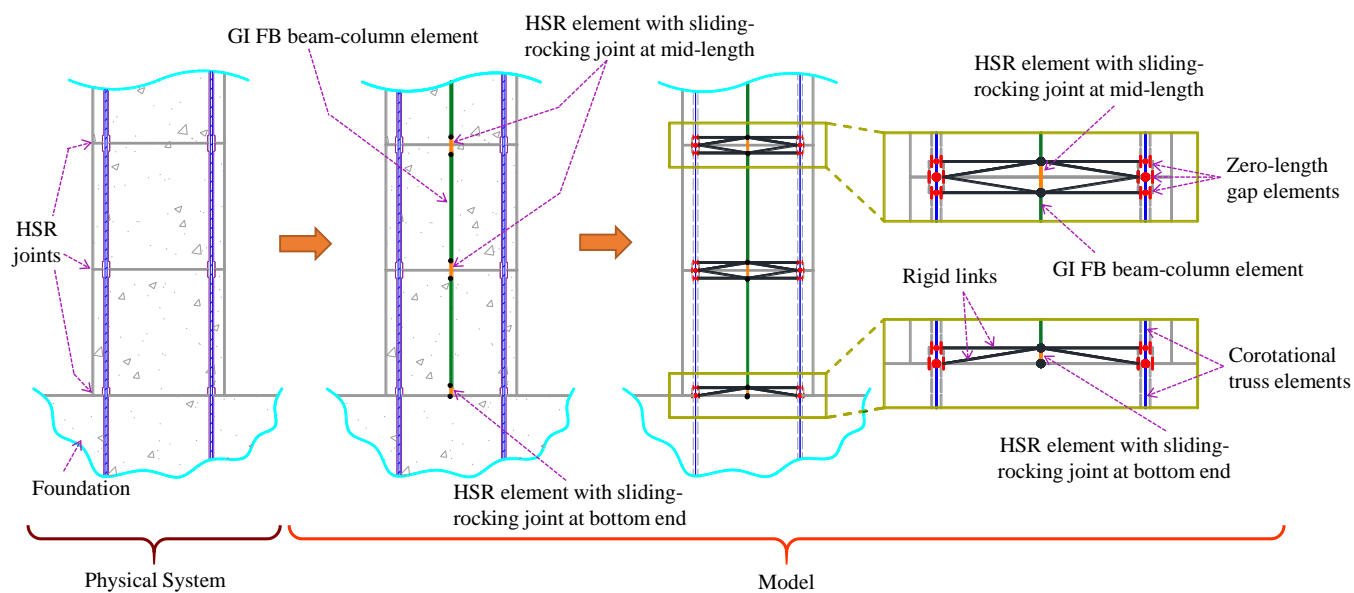 GI FB beam-column element
HSR element with sliding-
rocking joint at mid-length
HSR
joints
Foundation
HSR element with sliding-
rocking joint at bottom end
HSR element with sliding-
rocking joint at mid-length
Zero-length
gap elements
GI FB beam-column element
Rigid links
Corotational
truss elements
HSR element with sliding-
rocking joint at bottom end
Physical System
Model